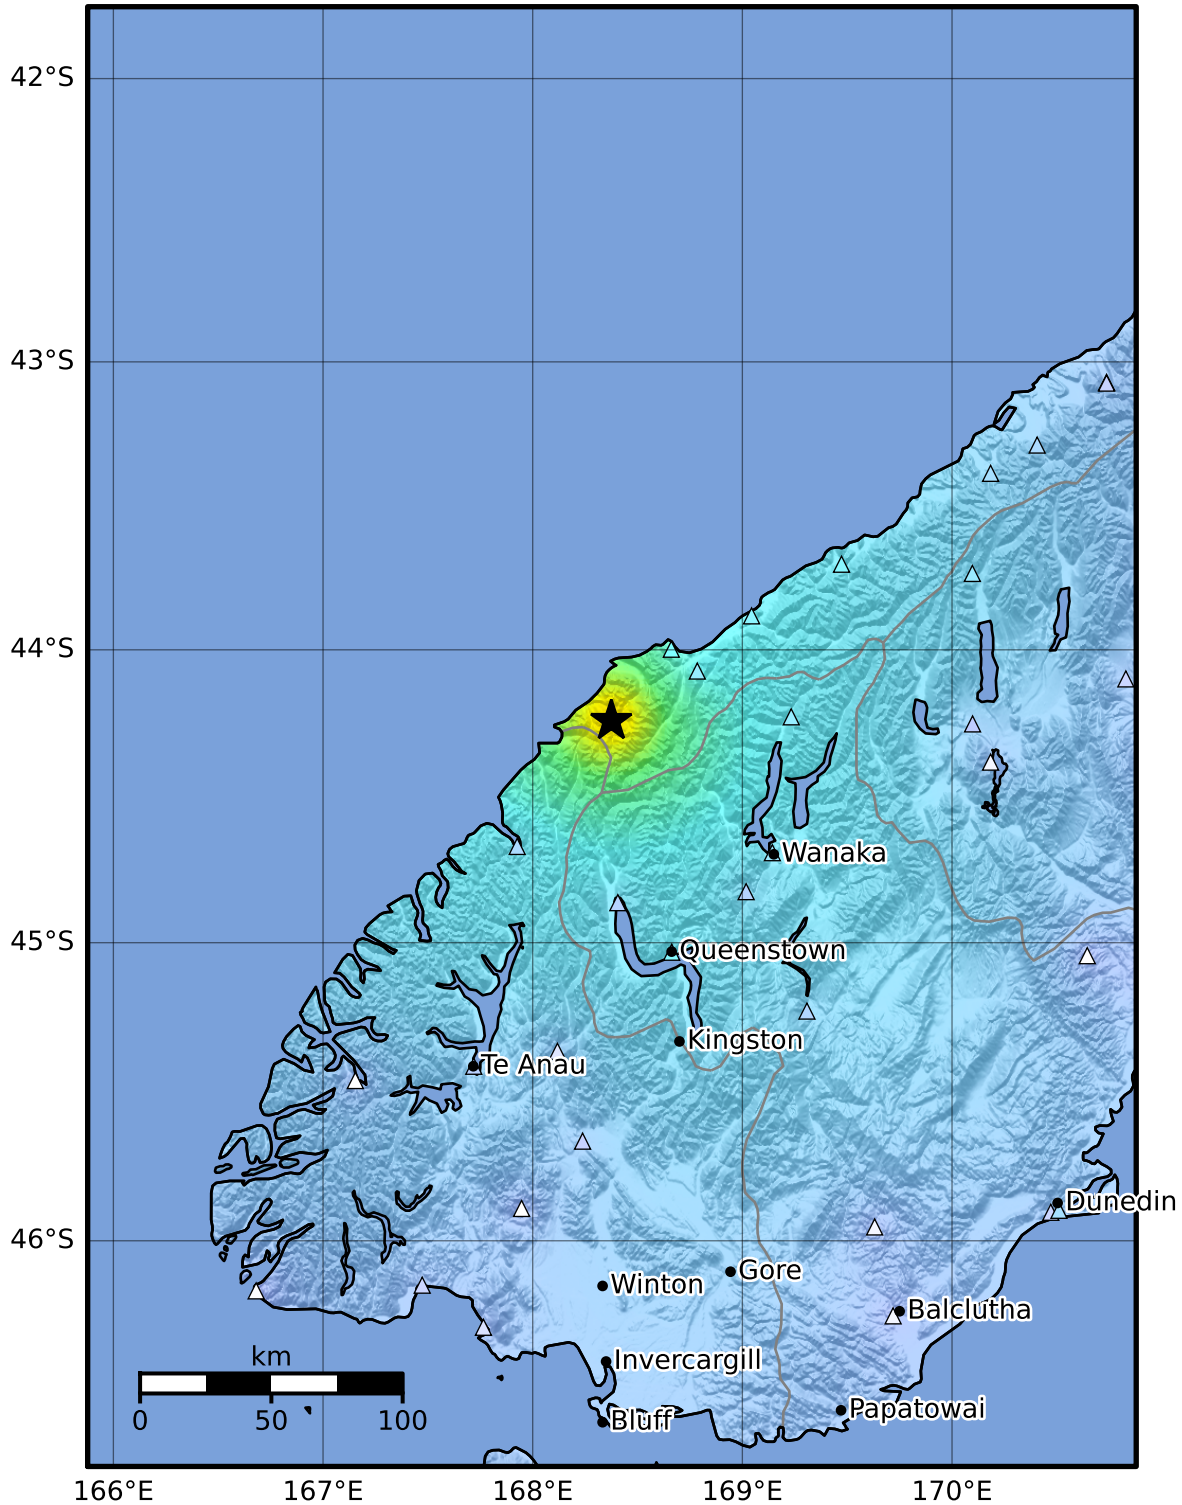 42°S
43°S
44°S
Wanaka
45°S
Queenstown
Kingston
Te Anau
Dunedin
46°S
Gore
Winton
Balclutha
km
Invercargill
Papatowai
0 50 100
Bluff
166°E 167°E 168°E 169°E 170°E